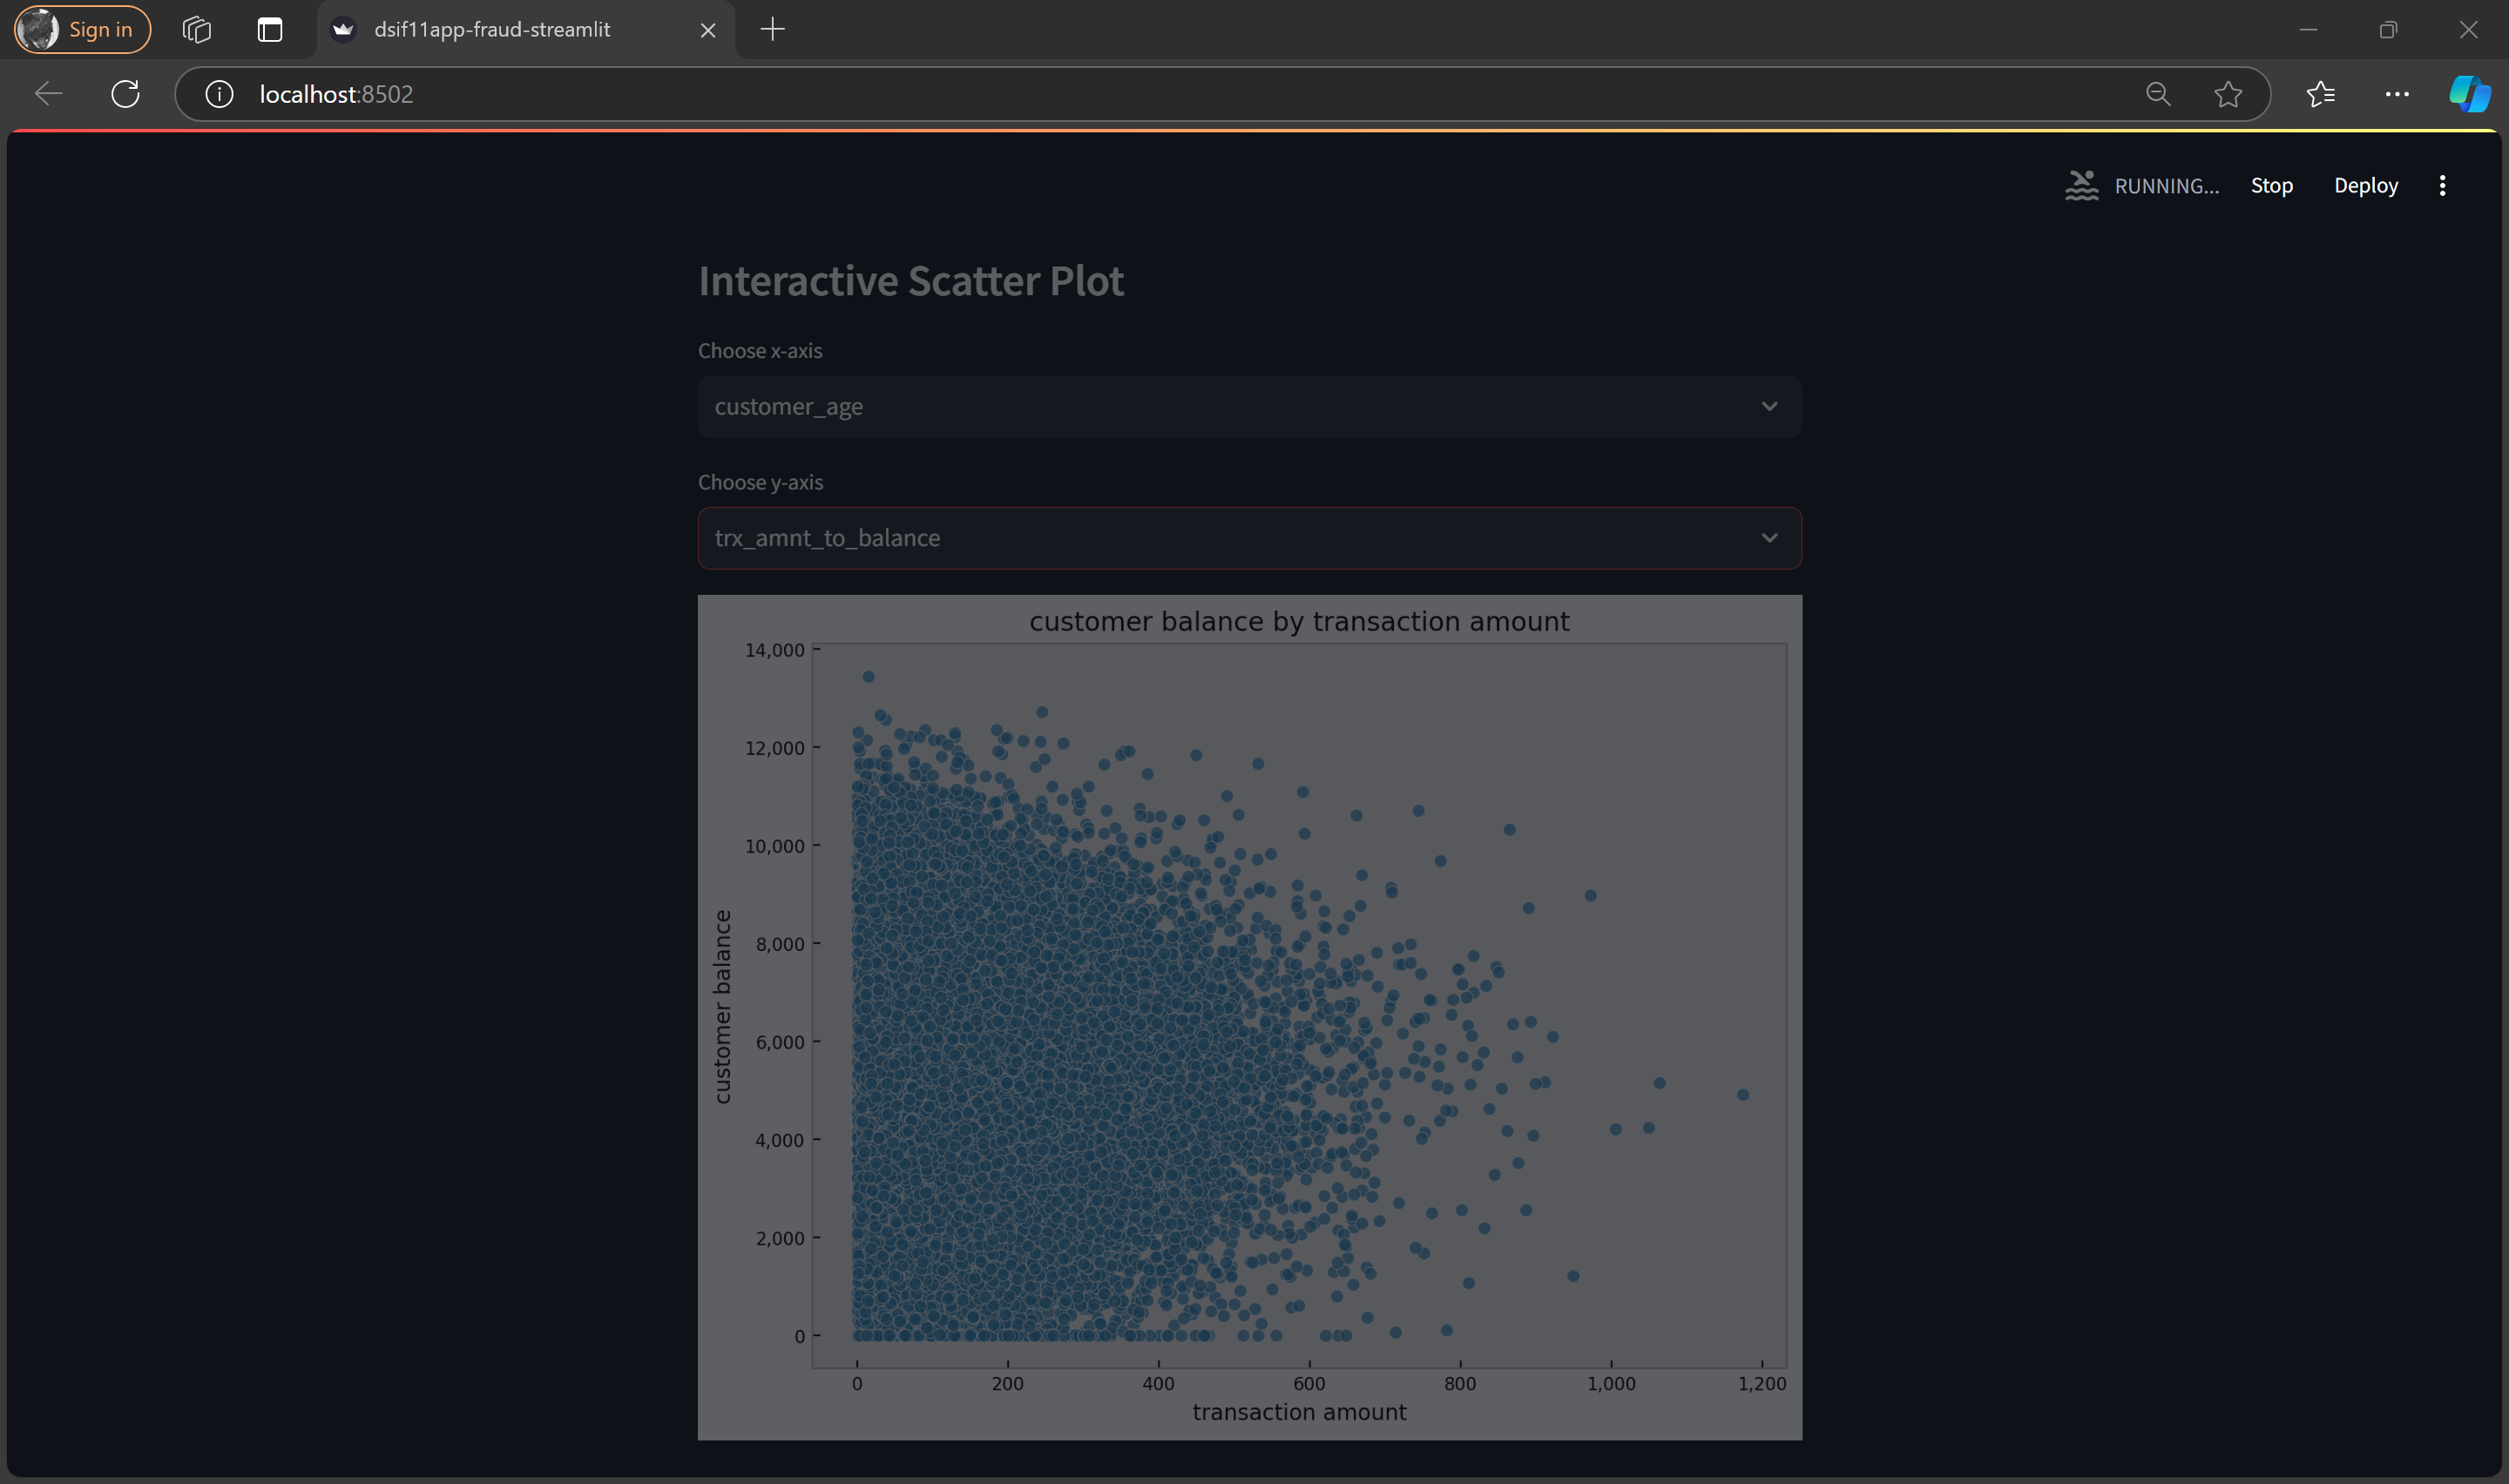 Sign in
dsif11app-fraud-streamlit
localhost:8502
RUNNING...
Stop
Deploy
Interactive Scatter Plot
Choose x-axis
customer_age
Choose y-axis
trx_amnt_to_balance
customer balance by transaction amount
14,000
12,000
10,000
8,000
6,000
4,000
2,000
0
customer balance
0 200 400 600 800 1,000 1,200
transaction amount